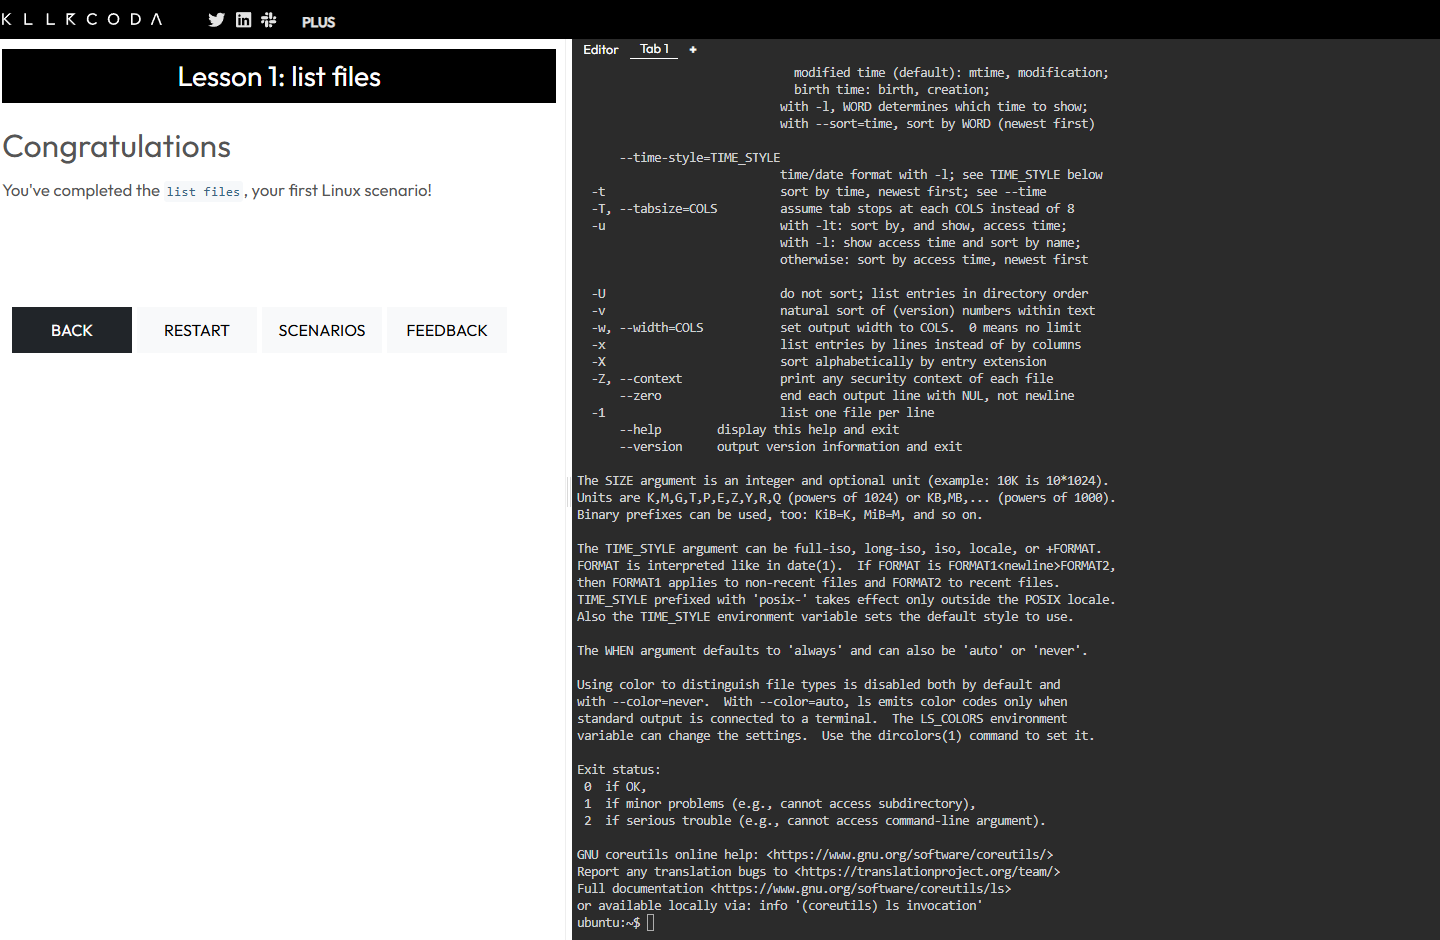 KLLRCODA
PLUS
Lesson 1: list files
Congratulations
You've completed the list files, your first Linux scenario!
BACK
RESTART
SCENARIOS
FEEDBACK
Editor
Tab 1
+
modified time (default): mtime, modification;
birth time: birth, creation;
with -l, WORD determines which time to show;
with --sort=time, sort by WORD (newest first)
--time-style=TIME_STYLE
time/date format with -l; see TIME_STYLE below
-t                         sort by time, newest first; see --time
-T, --tabsize=COLS         assume tab stops at each COLS instead of 8
-u                         with -lt: sort by, and show, access time;
with -l: show access time and sort by name;
otherwise: sort by access time, newest first
-U                         do not sort; list entries in directory order
-v                         natural sort of (version) numbers within text
-w, --width=COLS           set output width to COLS.  0 means no limit
-x                         list entries by lines instead of by columns
-X                         sort alphabetically by entry extension
-Z, --context              print any security context of each file
--zero                 end each output line with NUL, not newline
-1                         list one file per line
--help        display this help and exit
--version     output version information and exit
The SIZE argument is an integer and optional unit (example: 10K is 10*1024).
Units are K,M,G,T,P,E,Z,Y,R,Q (powers of 1024) or KB,MB,... (powers of 1000).
Binary prefixes can be used, too: KiB=K, MiB=M, and so on.
The TIME_STYLE argument can be full-iso, long-iso, iso, locale, or +FORMAT.
FORMAT is interpreted like in date(1).  If FORMAT is FORMAT1<newline>FORMAT2,
then FORMAT1 applies to non-recent files and FORMAT2 to recent files.
TIME_STYLE prefixed with 'posix-' takes effect only outside the POSIX locale.
Also the TIME_STYLE environment variable sets the default style to use.
The WHEN argument defaults to 'always' and can also be 'auto' or 'never'.
Using color to distinguish file types is disabled both by default and
with --color=never.  With --color=auto, ls emits color codes only when
standard output is connected to a terminal.  The LS_COLORS environment
variable can change the settings.  Use the dircolors(1) command to set it.
Exit status:
0  if OK,
1  if minor problems (e.g., cannot access subdirectory),
2  if serious trouble (e.g., cannot access command-line argument).
GNU coreutils online help: <https://www.gnu.org/software/coreutils/>
Report any translation bugs to <https://translationproject.org/team/>
Full documentation <https://www.gnu.org/software/coreutils/ls>
or available locally via: info '(coreutils) ls invocation'
ubuntu:~$